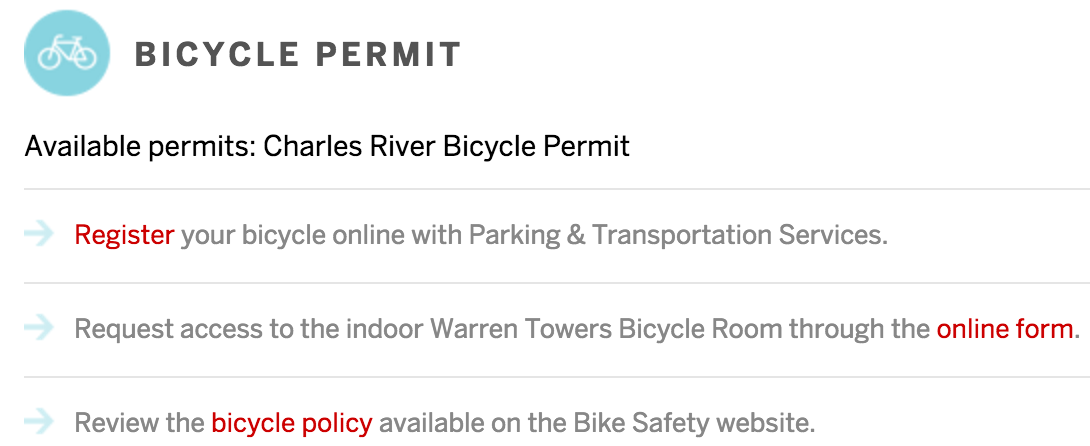 BICYCLE PERMIT
Available permits: Charles River Bicycle Permit
Register your bicycle online with Parking & Transportation Services.
Request access to the indoor Warren Towers Bicycle Room through the online form.
Review the bicycle policy available on the Bike Safety website.